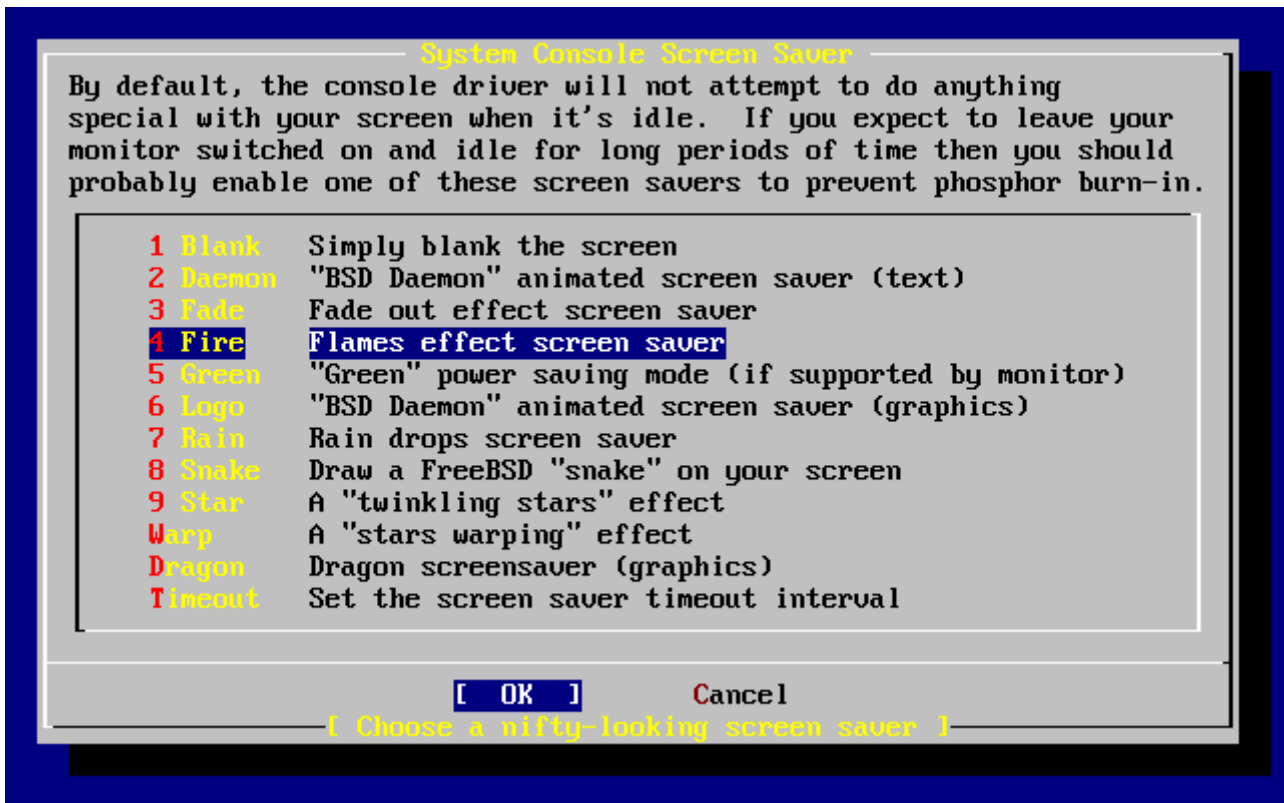 System Console Screen Saver
By default, the console driver will not attempt to do anything
special with your screen when it's idle.  If you expect to leave your
monitor switched on and idle for long periods of time then you should
probably enable one of these screen savers to prevent phosphor burn-in.
1 Blank   Simply blank the screen
2 Daemon  "BSD Daemon" animated screen saver (text)
3 Fade    Fade out effect screen saver
4 Fire    Flames effect screen saver
5 Green   "Green" power saving mode (if supported by monitor)
6 Logo    "BSD Daemon" animated screen saver (graphics)
7 Rain    Rain drops screen saver
8 Snake   Draw a FreeBSD "snake" on your screen
9 Star    A "twinkling stars" effect
Warp      A "stars warping" effect
Dragon    Dragon screensaver (graphics)
Timeout   Set the screen saver timeout interval
[  OK  ]       Cancel
[ Choose a nifty-looking screen saver ]